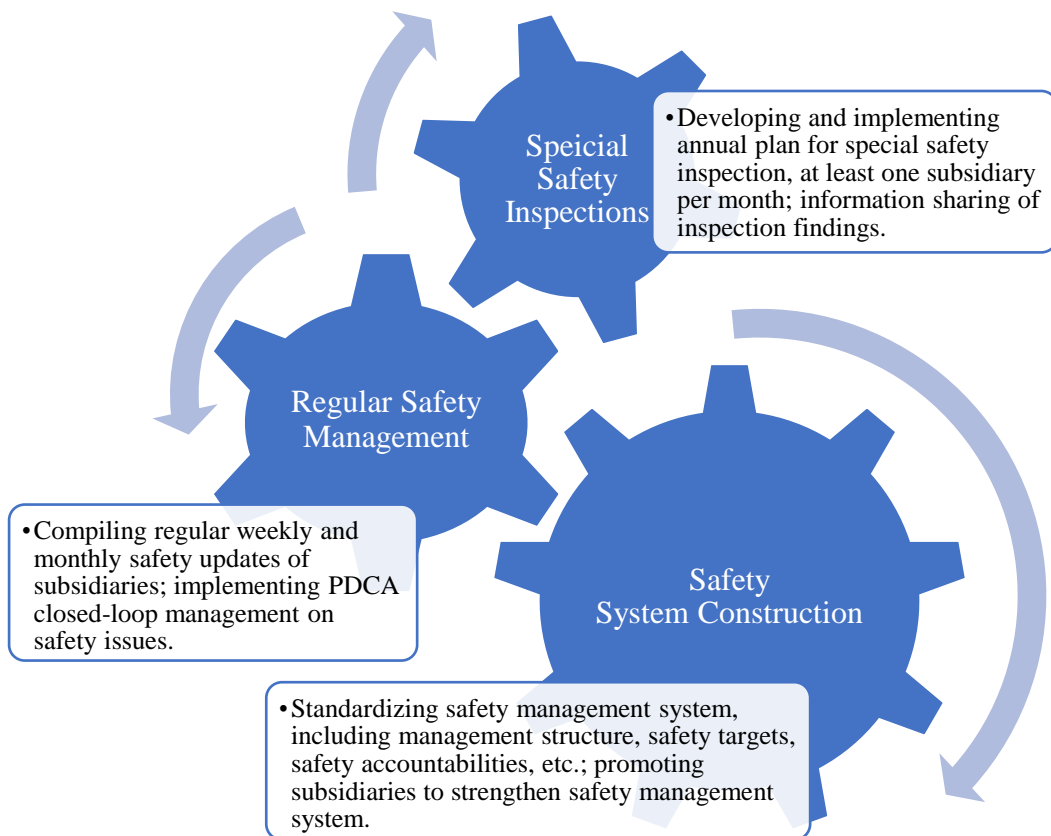 Speicial
Safety
Inspections
•Developing and implementing
annual plan for special safety
inspection, at least one subsidiary
per month; information sharing of
inspection findings.
Regular Safety
Management
•Compiling regular weekly and
monthly safety updates of
subsidiaries; implementing PDCA
closed-loop management on
safety issues.
Safety
System Construction
•Standardizing safety management system,
including management structure, safety targets,
safety accountabilities, etc.; promoting
subsidiaries to strengthen safety management
system.